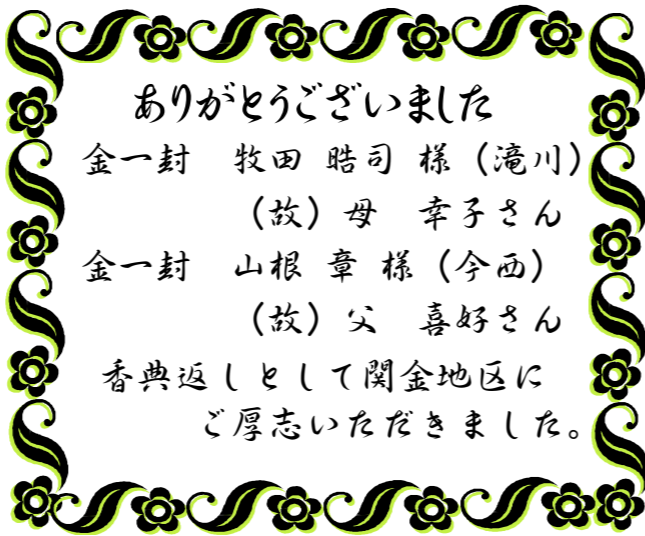 ありがとうございました
金一封　牧田 晧司 様（滝川）
（故）母　幸子さん
金一封　山根 章 様（今西）
（故）父　喜好さん
香典返しとして関金地区に
ご厚志いただきました。